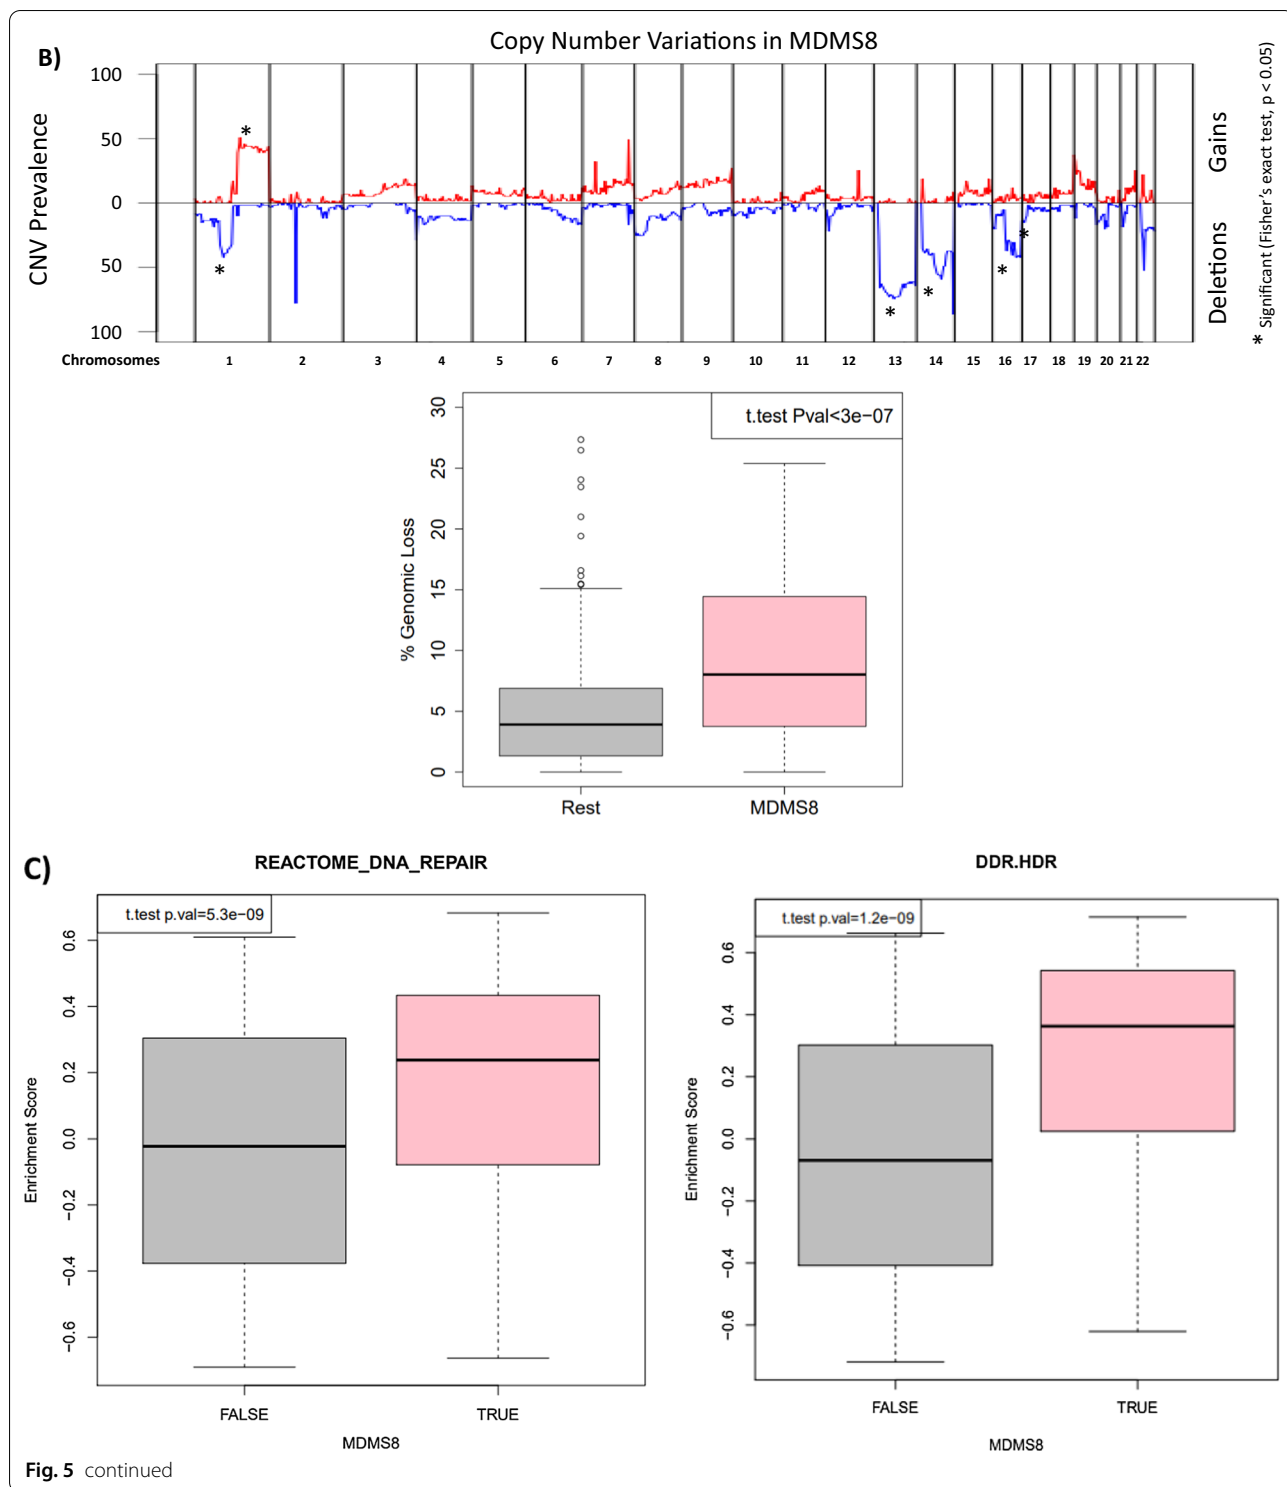 B)
Copy Number Variations in MDMS8
CNV Prevalence
100
50
0
50
100
Gains
Deletions
* Significant (Fisher's exact test, p < 0.05)
*
*
*
*
*
*
Chromosomes 1 2 3 4 5 6 7 8 9 10 11 12 13 14 15 16 17 18 19 20 21 22
t.test Pval<3e−07
% Genomic Loss
30
25
20
15
10
5
0
Rest MDMS8
C)
REACTOME_DNA_REPAIR
t.test p.val=5.3e−09
Enrichment Score
0.6
0.4
0.2
0.0
−0.2
−0.4
−0.6
FALSE TRUE
MDMS8
DDR.HDR
t.test p.val=1.2e−09
Enrichment Score
0.6
0.4
0.2
0.0
−0.2
−0.4
−0.6
FALSE TRUE
MDMS8
Fig. 5 continued